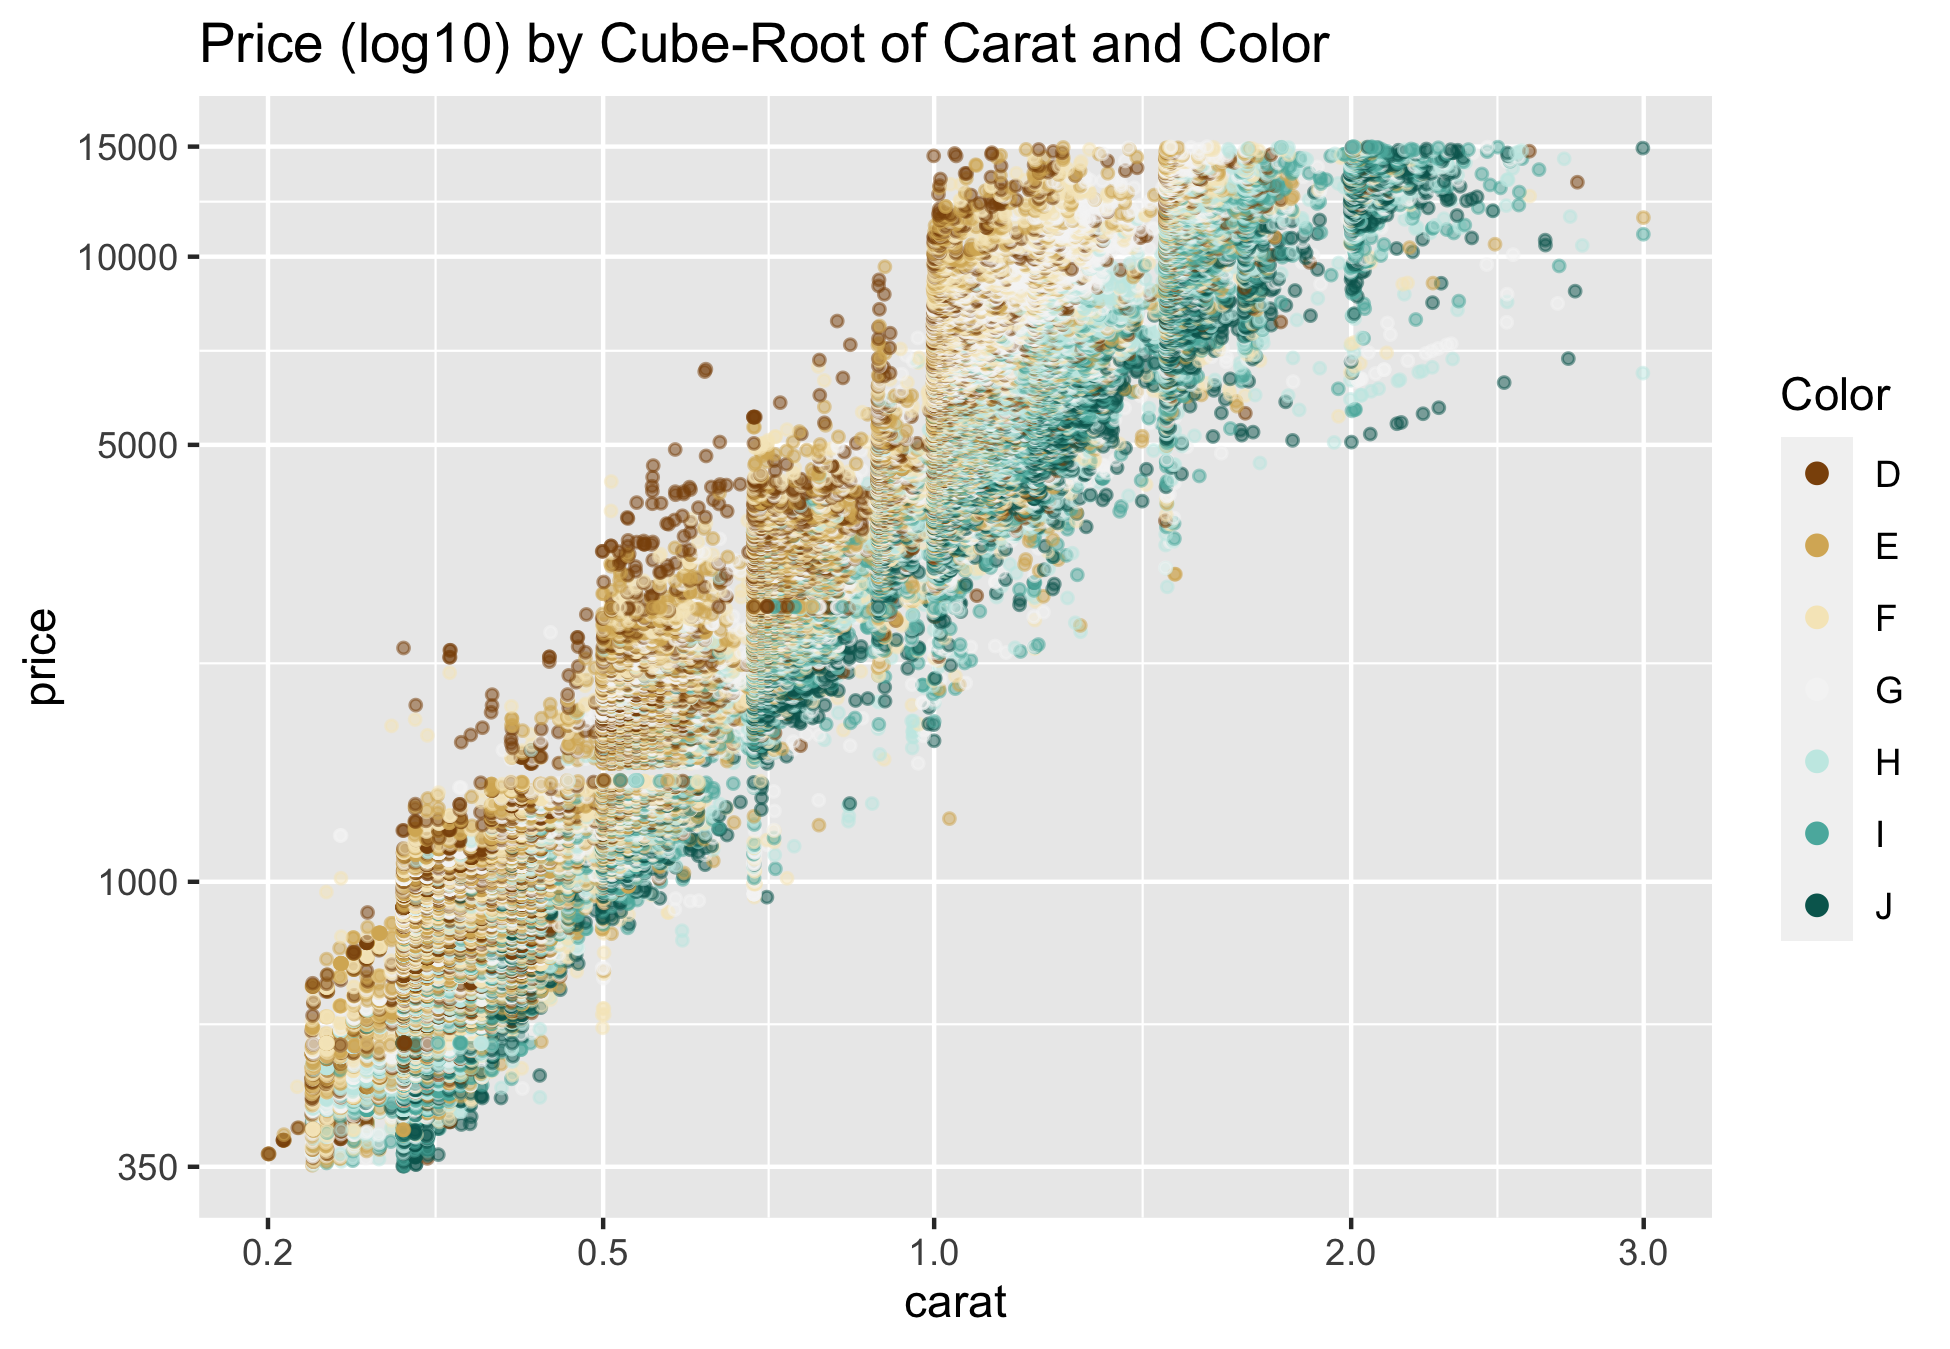 Price (log10) by Cube-Root of Carat and Color
15000
10000
5000
1000
350
price
0.2
0.5
1.0
2.0
3.0
carat
Color
D
E
F
G
H
I
J